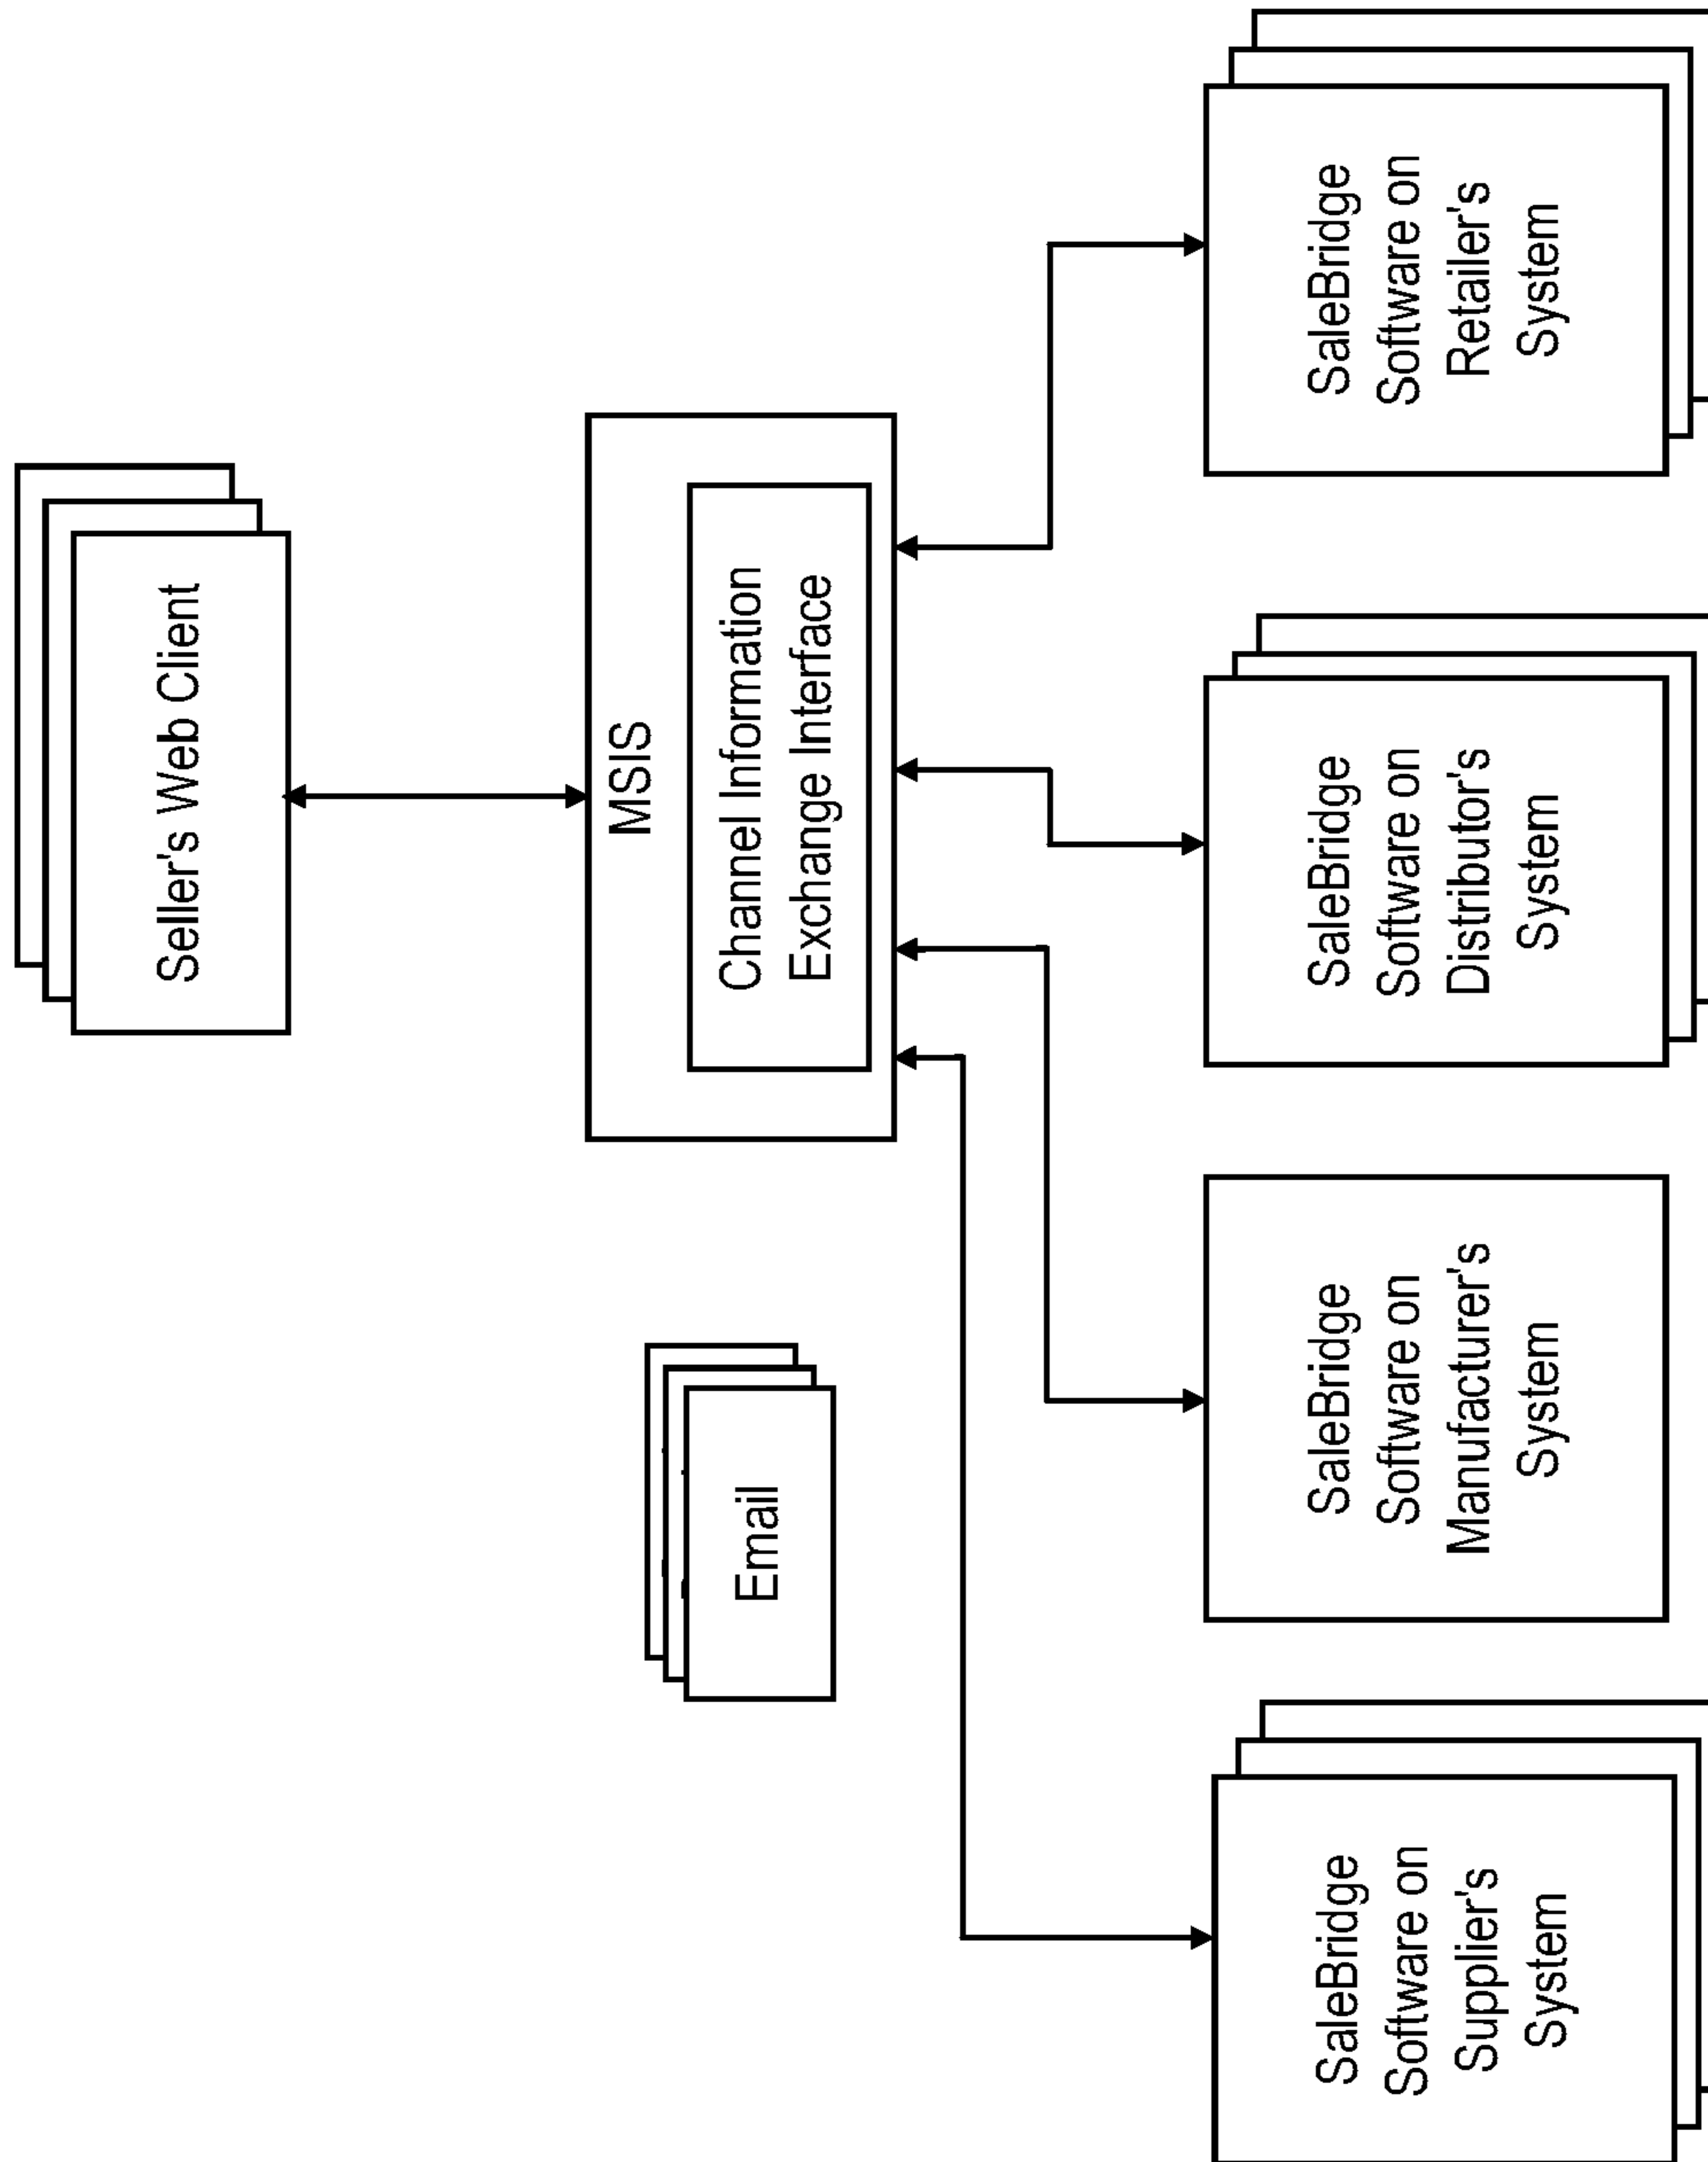 Seller's Web Client
MSIS
Channel Information
Exchange Interface
Email
SaleBridge
Software on
Supplier's
System
SaleBridge
Software on
Manufacturer's
System
SaleBridge
Software on
Distributor's
System
SaleBridge
Software on
Retailer's
System